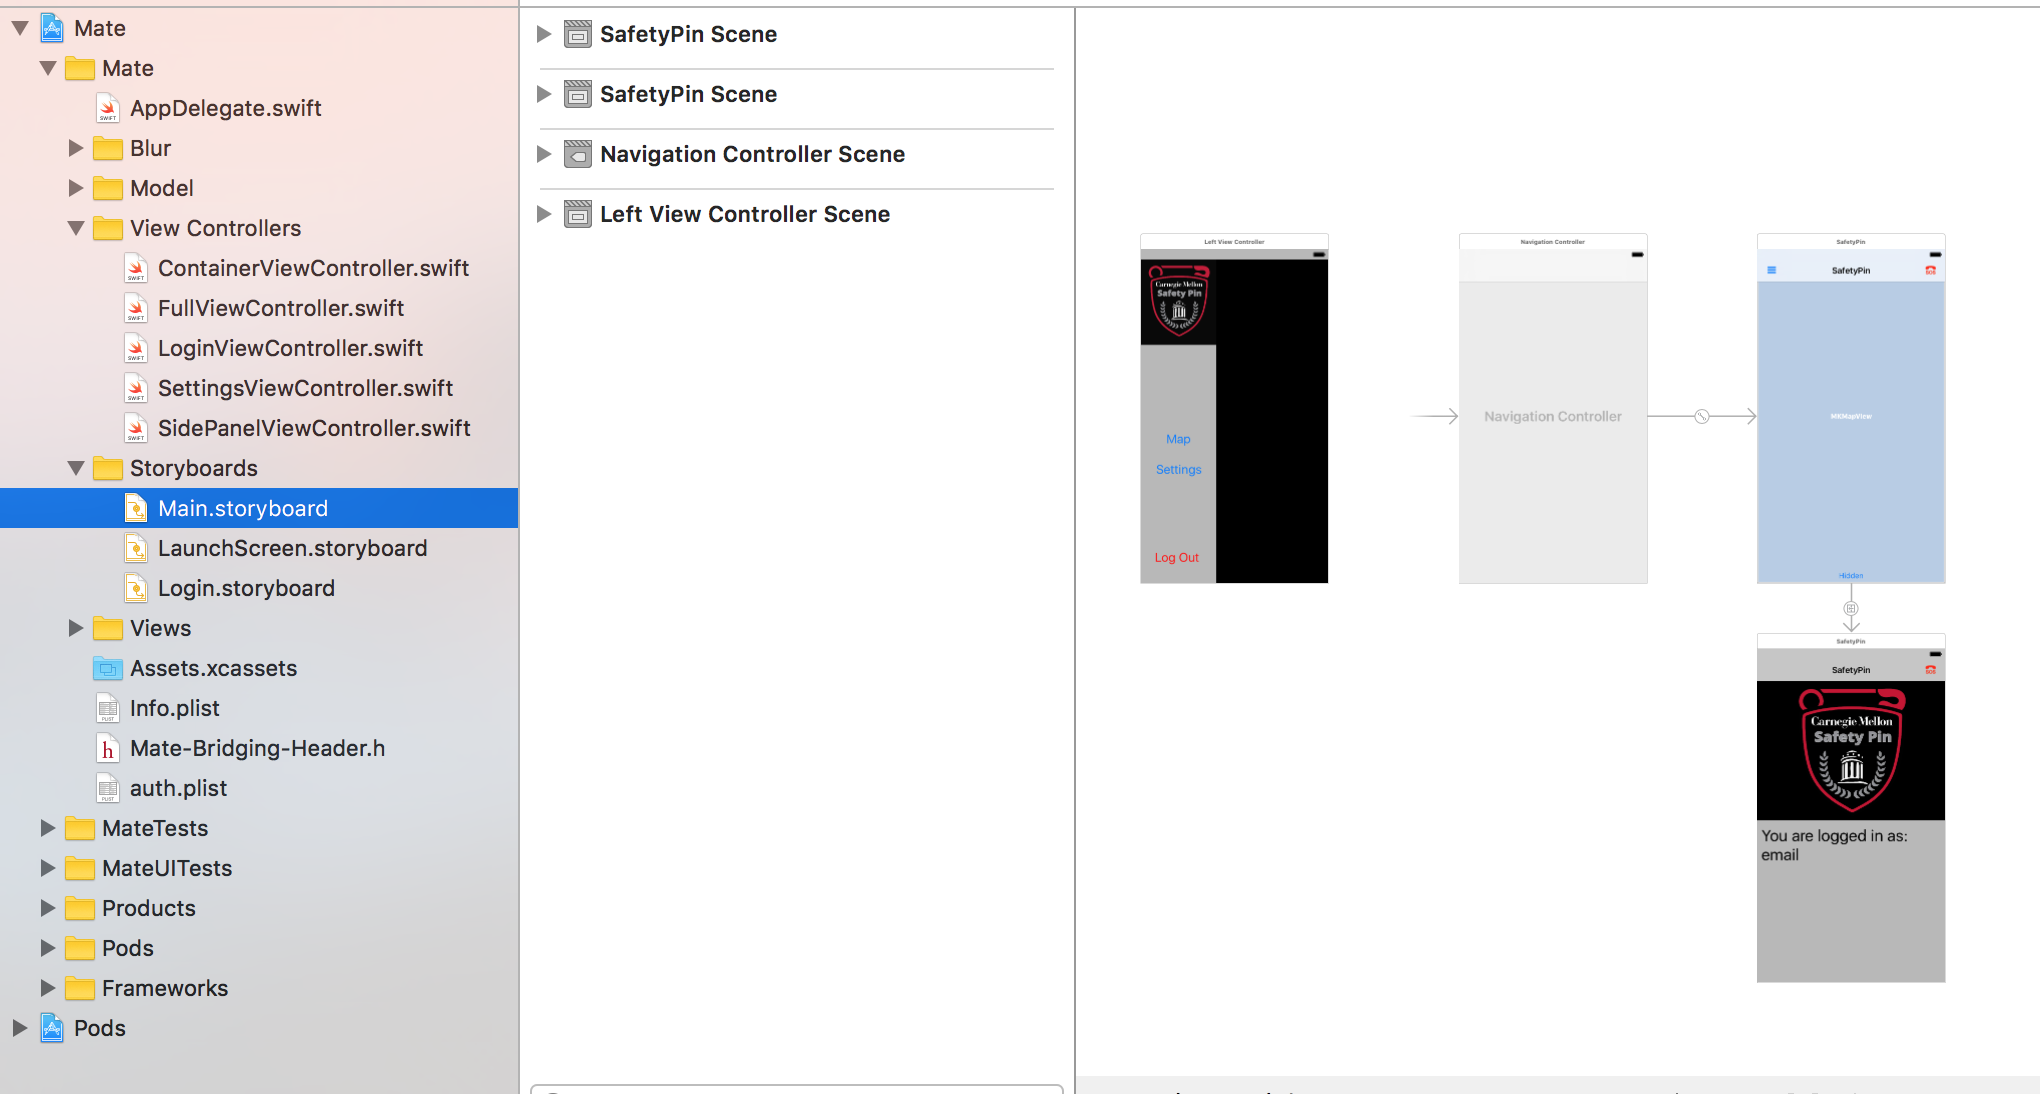 Mate
Mate
AppDelegate.swift
Blur
Model
View Controllers
ContainerViewController.swift
FullViewController.swift
LoginViewController.swift
SettingsViewController.swift
SidePanelViewController.swift
Storyboards
Main.storyboard
LaunchScreen.storyboard
Login.storyboard
Views
Assets.xcassets
Info.plist
Mate-Bridging-Header.h
auth.plist
MateTests
MateUITests
Products
Pods
Frameworks
Pods
SafetyPin Scene
SafetyPin Scene
Navigation Controller Scene
Left View Controller Scene
Left View Controller
Carnegie Mellon
Safety Pin
Map
Settings
Log Out
Navigation Controller
Navigation Controller
SafetyPin
SafetyPin
MKMapView
Hidden
SafetyPin
SafetyPin
Carnegie Mellon
Safety Pin
You are logged in as:
email